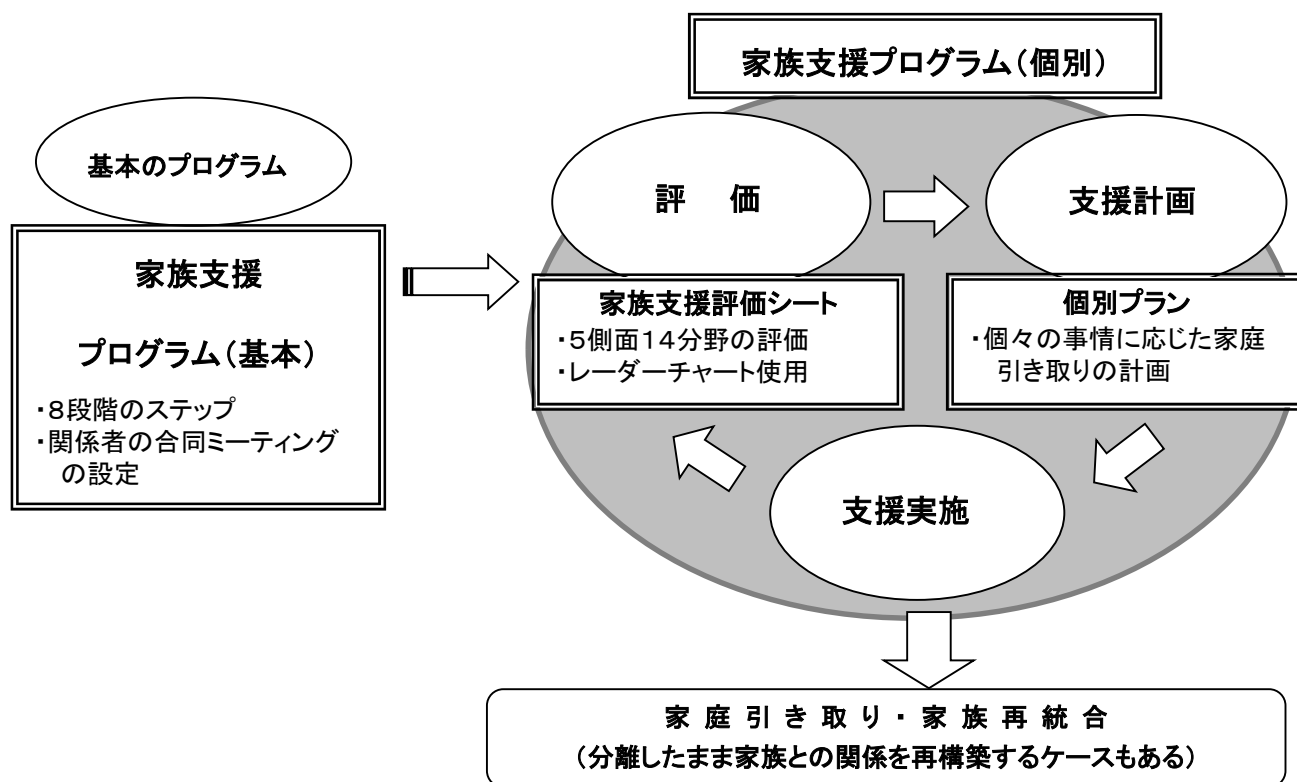 家族支援プログラム(個別)
基本のプログラム
家族支援
プログラム(基本)
・8段階のステップ
・関係者の合同ミーティング
の設定
評 価
支援計画
家族支援評価シート
・5側面14分野の評価
・レーダーチャート使用
個別プラン
・個々の事情に応じた家庭
引き取りの計画
支援実施
家庭引き取り・家族再統合
(分離したまま家族との関係を再構築するケースもある)